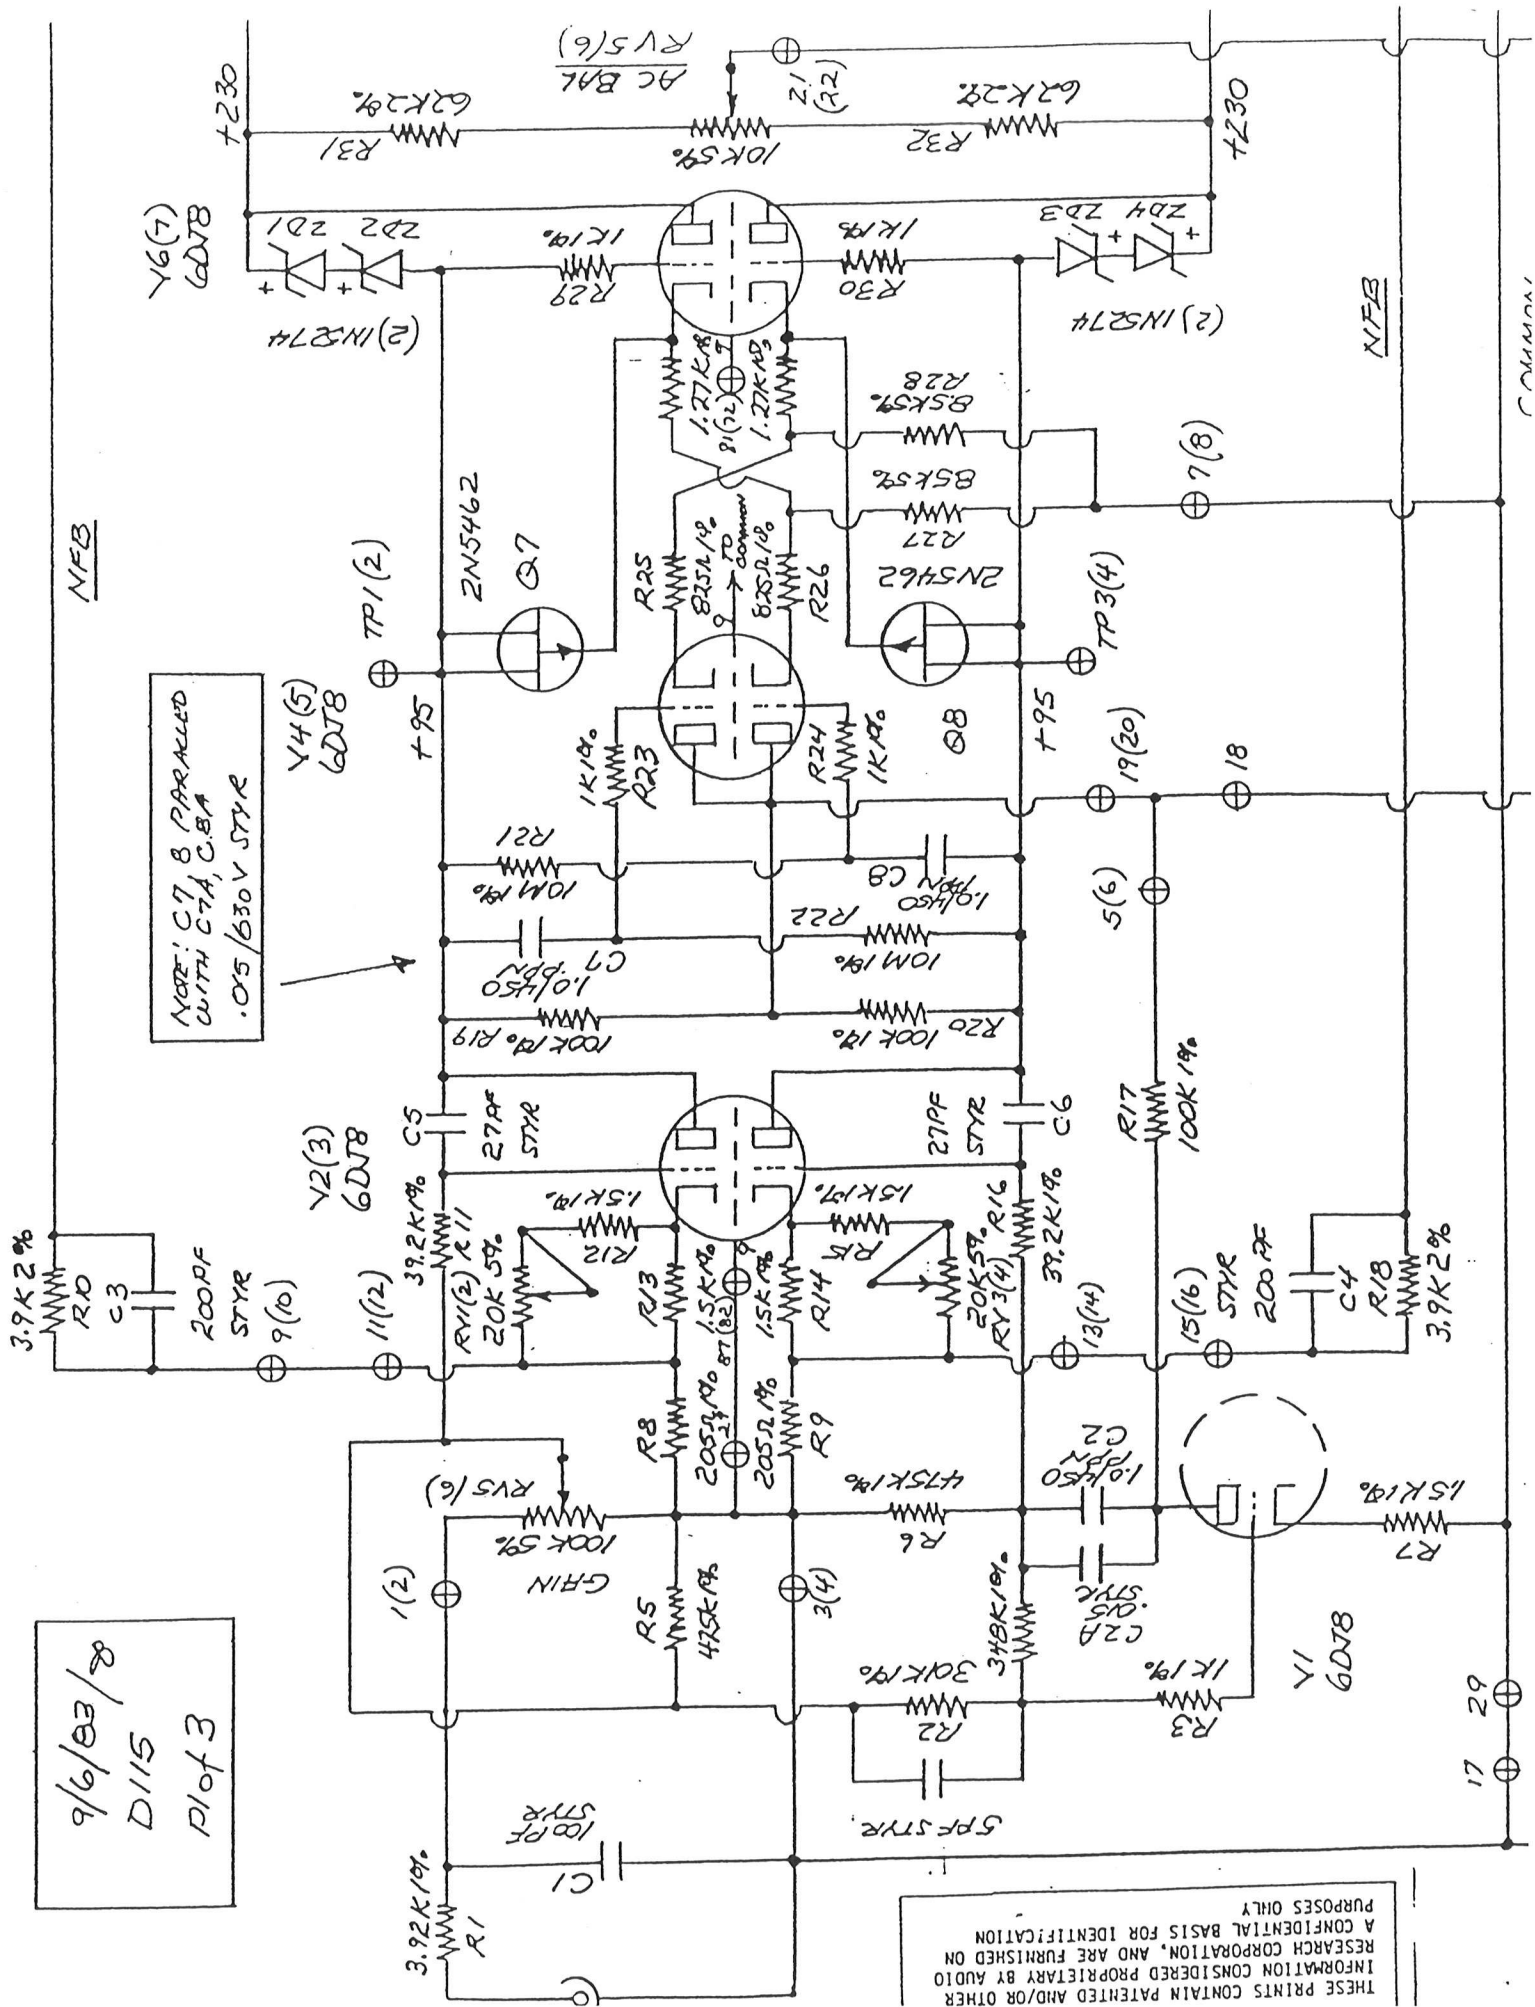 9/6/83/8
D115
P1 of 3
NOTE: C7, 8 PARALLED
WITH C7A, C8A
.015/630V STYR
NFB
3.9K 2%
R10
C3
200PF
STYR
9(10)
11(12)
3.92K 1%
R1
C1
100PF
STYR
1(2)
GAIN
100K 5%
RV5(6)
39.2K 1%
R11
RV1(2)
20K 5%
R12
1.5K 1%
V2(3)
6DJ8
C5
27PF
STYR
R5
475K 1%
R8
205Ω 1%
R13
1.5K 1%
9
R9
205Ω 1%
R14
1.5K 1%
R15
1.5K 1%
20K 5%
RV3(4)
39.2K 1%
R16
27PF
STYR
C6
3(4)
R6
475K 1%
R2
301K 1%
348K 1%
5PF STYR.
R3
1K 1%
C2A
.015
STYR
C2
1.0/450
PPN
V1
6DJ8
R7
1.5K 1%
13(14)
15(16)
STYR
200PF
C4
R18
3.9K 2%
17
29
R17
100K 1%
5(6)
R19
100K 1%
R20
100K 1%
C7
1.0/450
PPN
R22
10M 1%
R21
10M 1%
C8
1.0/450
PPN
1K 1%
R23
R24
1K 1%
V4(5)
6DJ8
+95
TP1(2)
2N5462
Q7
R25
825Ω 1%
9
TO
COMMON
825Ω 1%
R26
Q8
2N5462
+95
TP3(4)
19(20)
18
R27
85K 5%
R28
85K 5%
7(8)
1.27K 1%
9
1.27K 1%
V6(7)
6DJ8
(2) 1N5274
ZD1
ZD2
+
+
R29
1K 1%
R30
1K 1%
ZD3
ZD4
+
+
(2) 1N5274
+230
R31
62K 2%
10K 5%
AC BAL
RV5(6)
21
(22)
R32
62K 2%
+230
NFB
COMMON
THESE PRINTS CONTAIN PATENTED AND/OR OTHER
INFORMATION CONSIDERED PROPRIETARY BY AUDIO
RESEARCH CORPORATION, AND ARE FURNISHED ON
A CONFIDENTIAL BASIS FOR IDENTIFICATION
PURPOSES ONLY